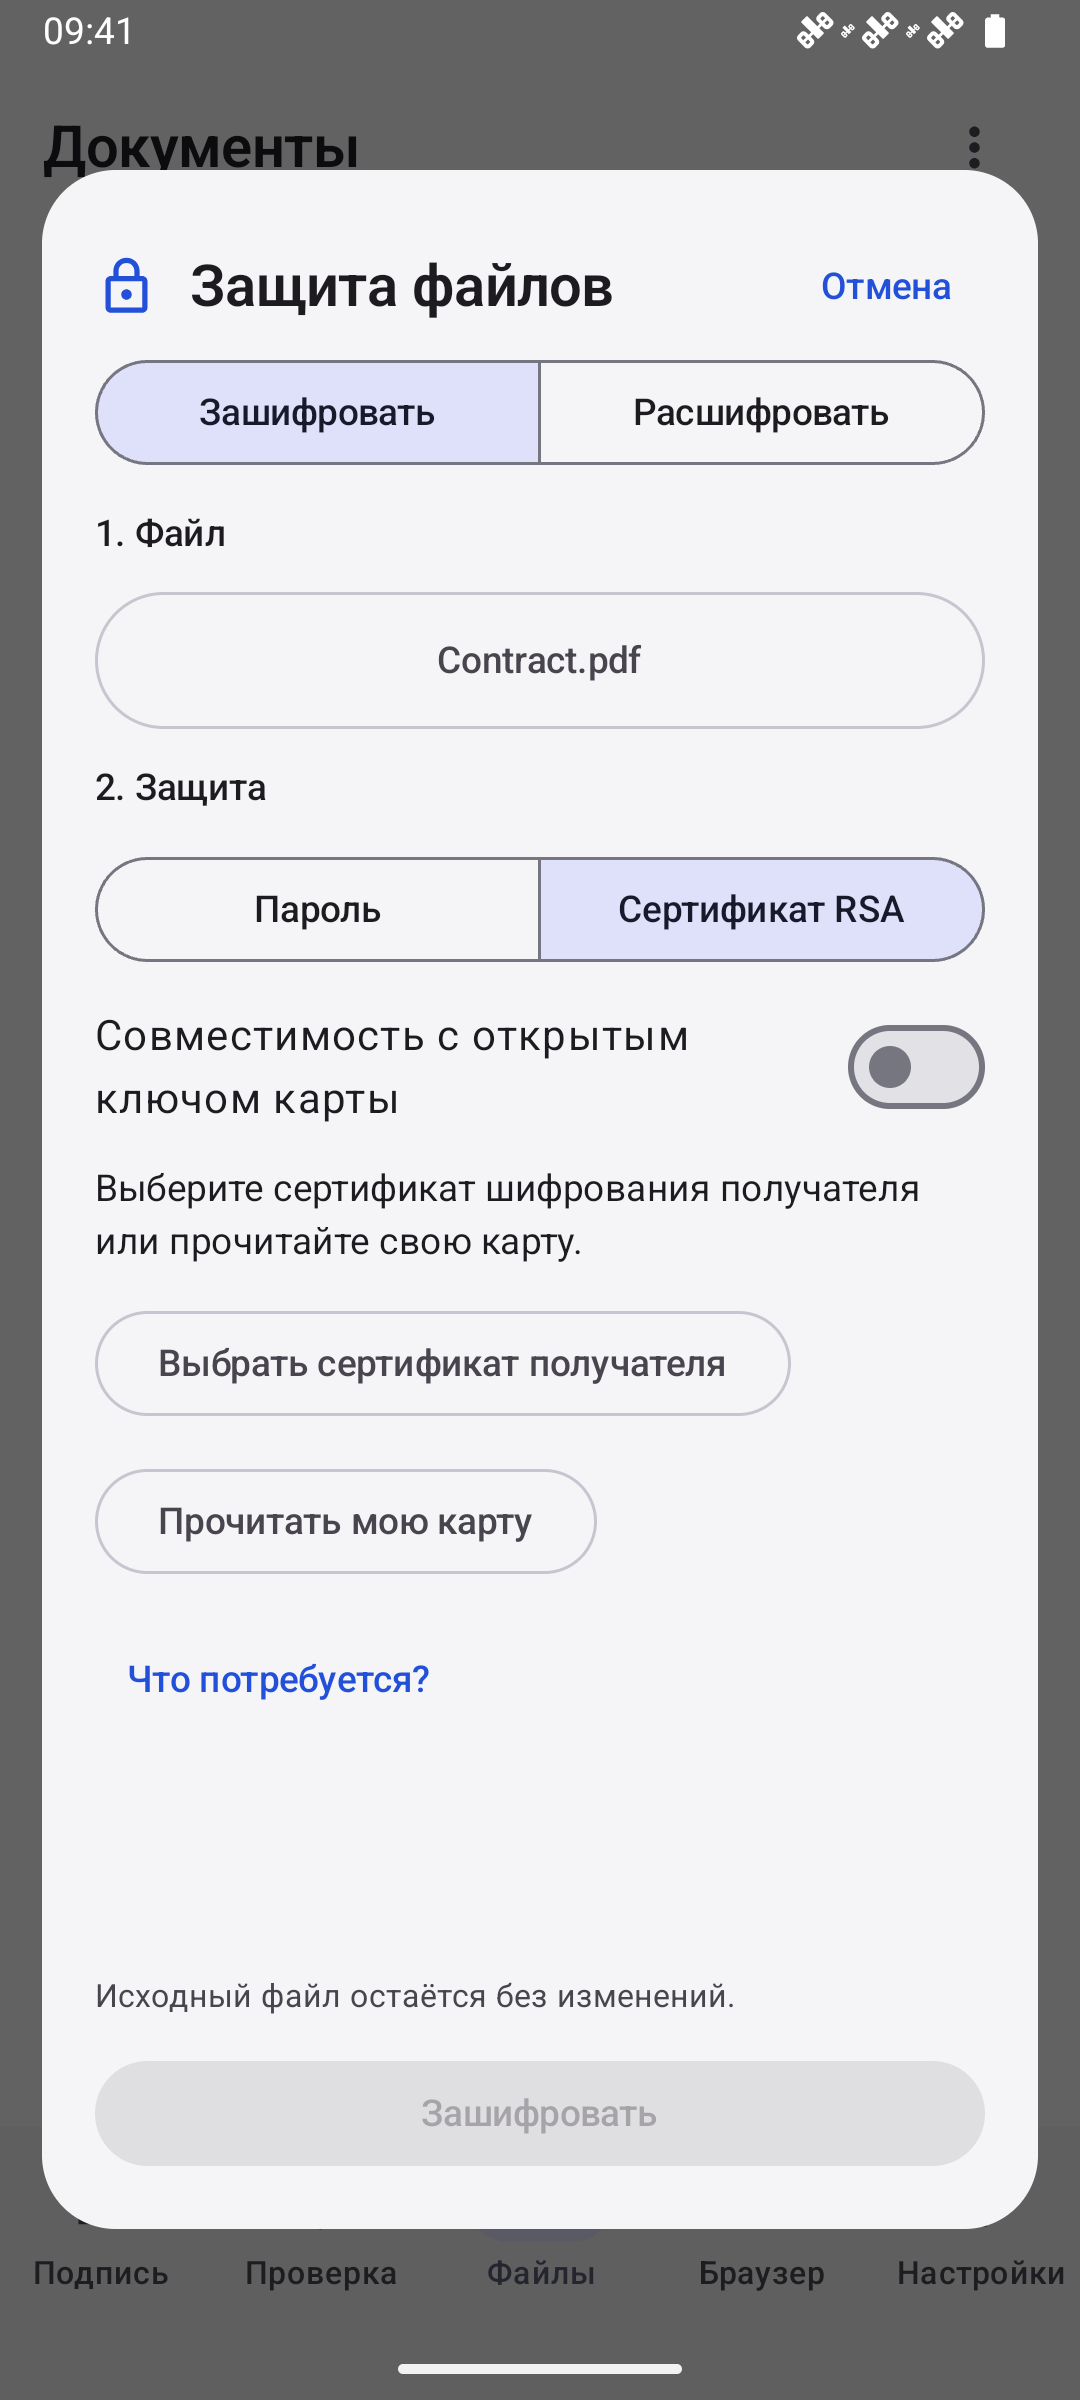 09:41
Документы
Защита файлов
Отмена
Зашифровать
Расшифровать
1. Файл
Contract.pdf
2. Защита
Пароль
Сертификат RSA
Совместимость с открытым
ключом карты
Выберите сертификат шифрования получателя
или прочитайте свою карту.
Выбрать сертификат получателя
Прочитать мою карту
Что потребуется?
Исходный файл остаётся без изменений.
Зашифровать
Подпись
Проверка
Файлы
Браузер
Настройки